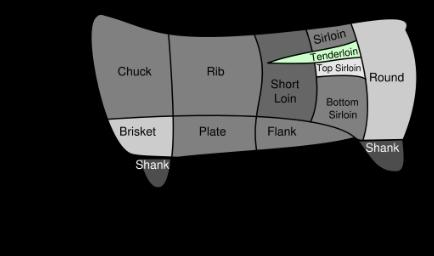 Sirloin
Tenderloin
Top Sirloin
Chuck
Rib
Short
Loin
Round
Bottom
Sirloin
Brisket
Plate
Flank
Shank
Shank